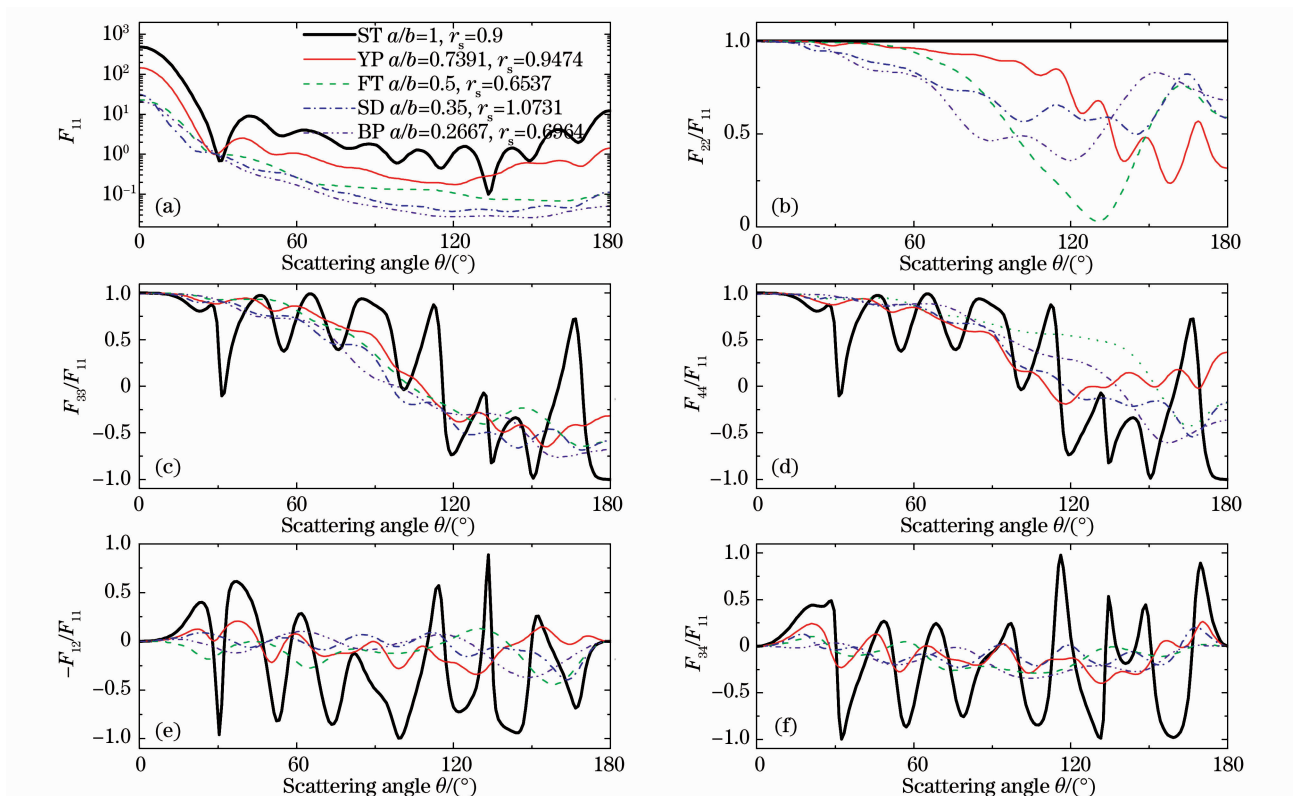 10³
10²
10¹
10⁰
10⁻¹
F₁₁
ST a/b=1, rₛ=0.9
YP a/b=0.7391, rₛ=0.9474
FT a/b=0.5, rₛ=0.6537
SD a/b=0.35, rₛ=1.0731
BP a/b=0.2667, rₛ=0.6964
(a)
0 60 120 180
Scattering angle θ/(°)
1.0
0.5
0
F₂₂/F₁₁
(b)
0 60 120 180
Scattering angle θ/(°)
1.0
0.5
0
−0.5
−1.0
F₃₃/F₁₁
(c)
0 60 120 180
Scattering angle θ/(°)
1.0
0.5
0
−0.5
−1.0
F₄₄/F₁₁
(d)
0 60 120 180
Scattering angle θ/(°)
1.0
0.5
0
−0.5
−1.0
−F₁₂/F₁₁
(e)
0 60 120 180
Scattering angle θ/(°)
1.0
0.5
0
−0.5
−1.0
F₃₄/F₁₁
(f)
0 60 120 180
Scattering angle θ/(°)